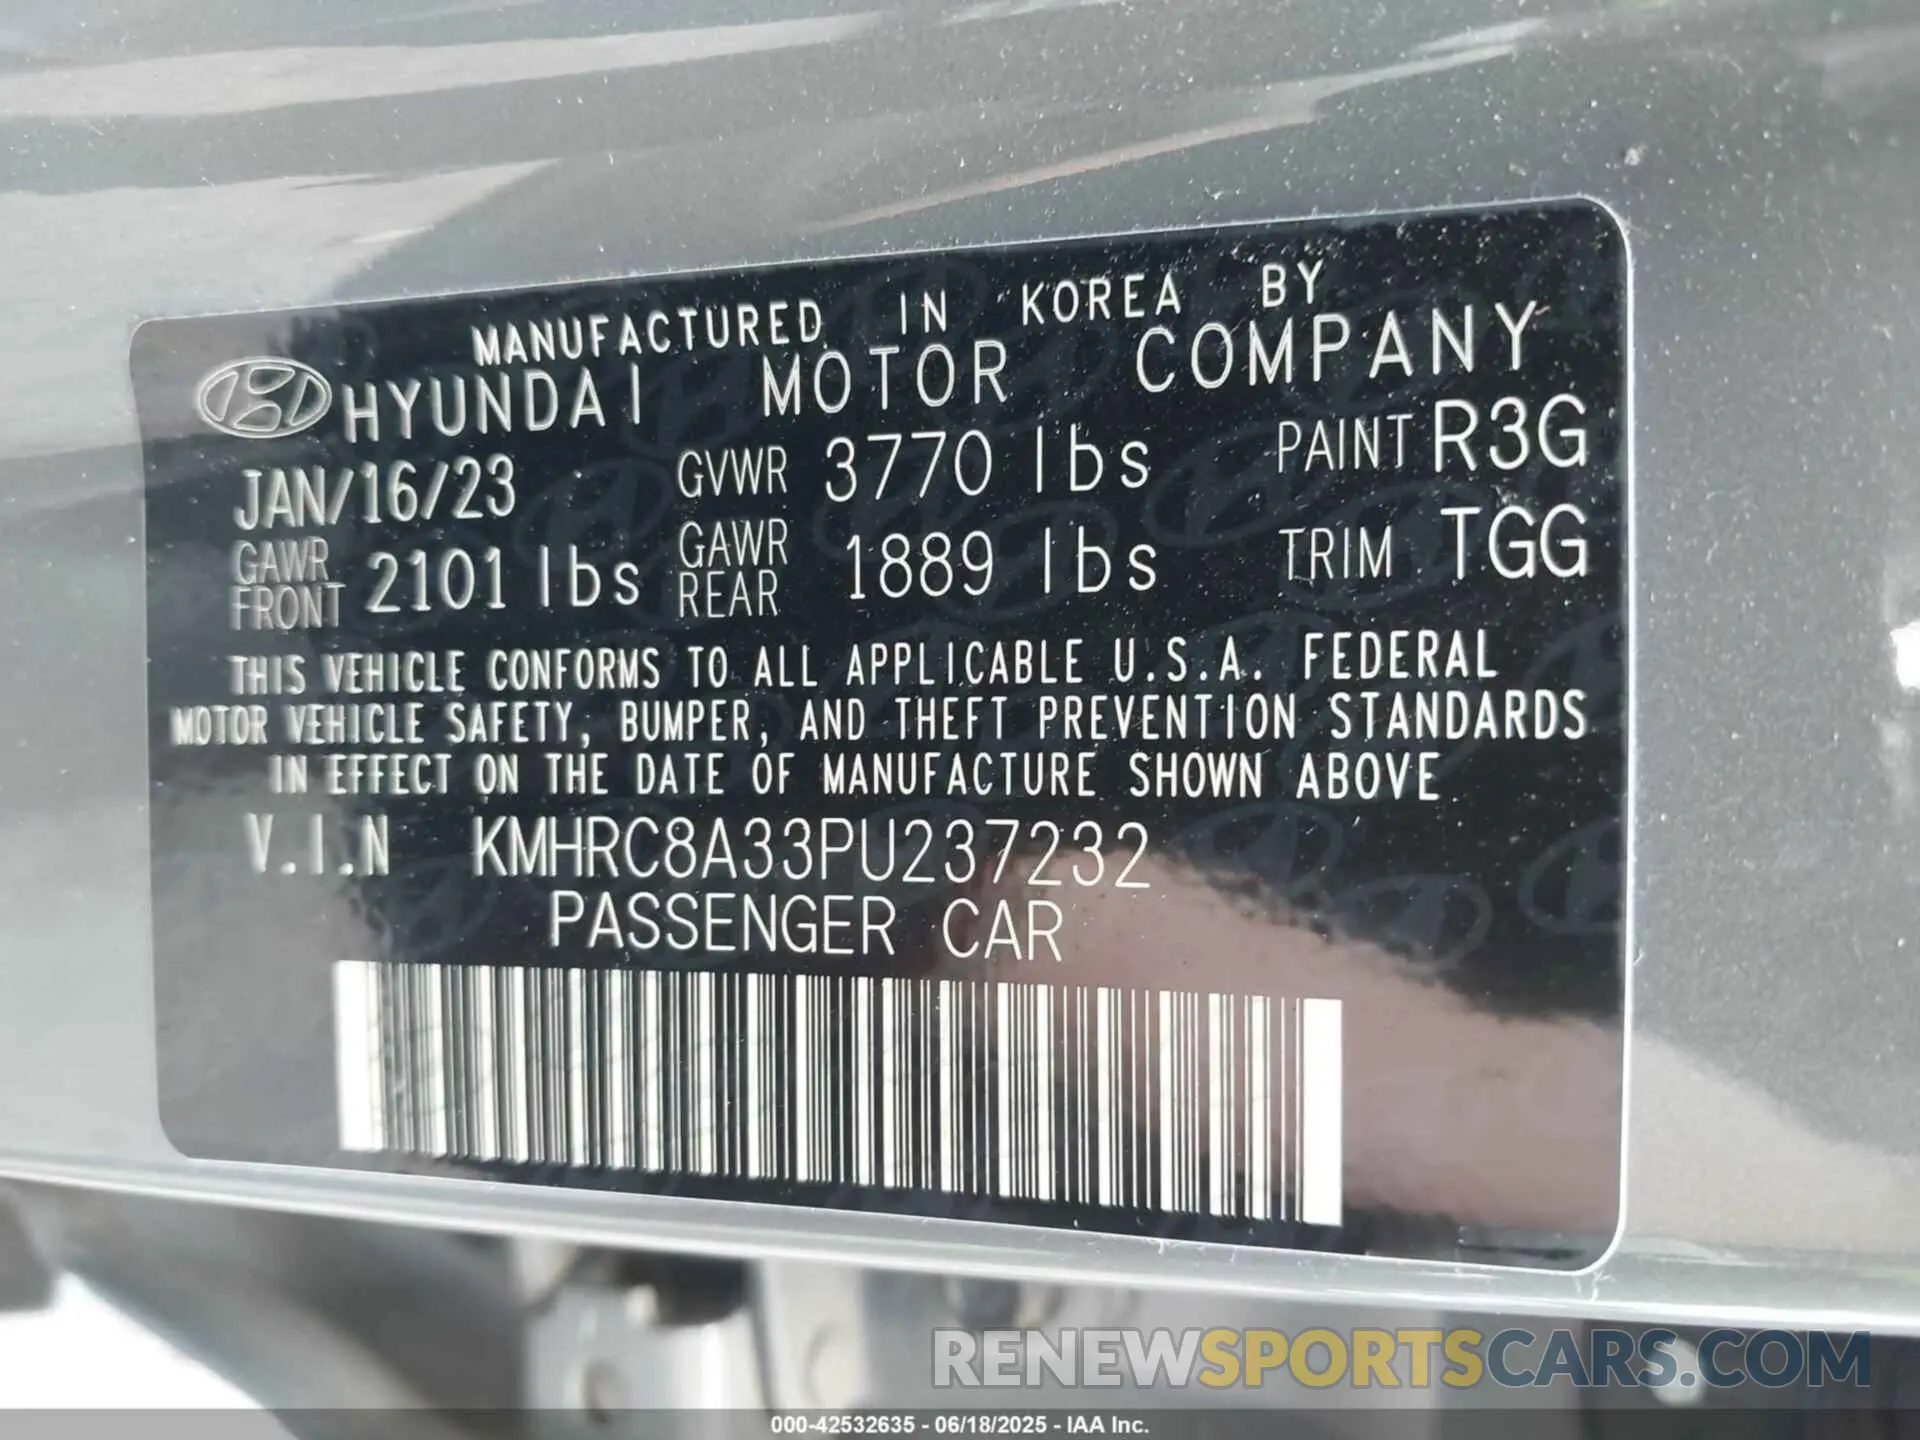 MANUFACTURED IN KOREA BY
HYUNDAI MOTOR COMPANY
JAN/16/23 GVWR 3770 lbs PAINT R3G
GAWR FRONT 2101 lbs GAWR REAR 1889 lbs TRIM TGG
THIS VEHICLE CONFORMS TO ALL APPLICABLE U.S.A. FEDERAL
MOTOR VEHICLE SAFETY, BUMPER, AND THEFT PREVENTION STANDARDS
IN EFFECT ON THE DATE OF MANUFACTURE SHOWN ABOVE
V.I.N KMHRC8A33PU237232
PASSENGER CAR
RENEWSPORTSCARS.COM
000-42532635 - 06/18/2025 - IAA Inc.